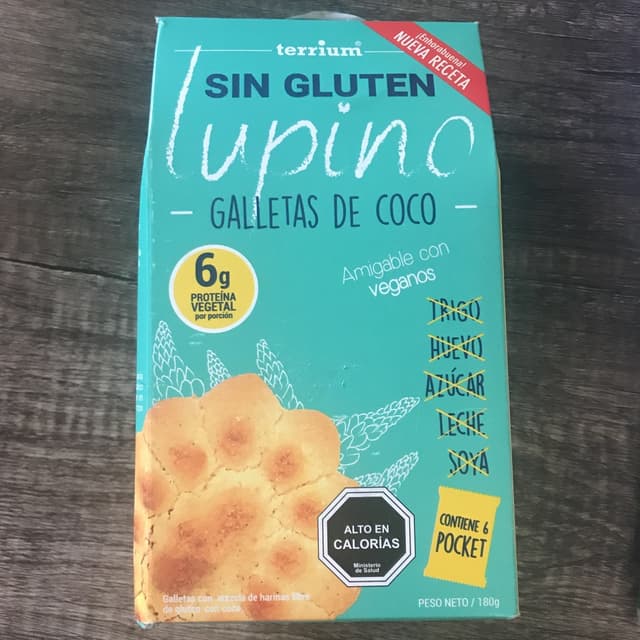 terrium®
¡Enhorabuena!
NUEVA RECETA
SIN GLUTEN
lupino
GALLETAS DE COCO
Amigable con
veganos
6g
PROTEÍNA
VEGETAL
por porción
TRIGO
HUEVO
AZÚCAR
LECHE
SOYA
ALTO EN
CALORÍAS
Ministerio
de Salud
CONTIENE 6
POCKET
Galletas con mezcla de harinas libre
de gluten con coco.
PESO NETO / 180g